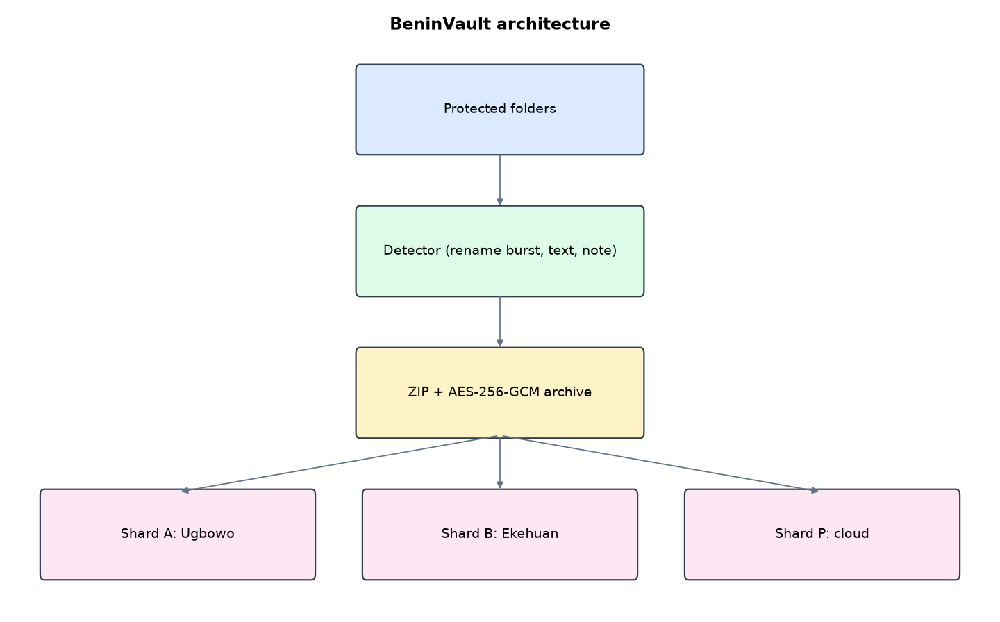 BeninVault architecture
Protected folders
Detector (rename burst, text, note)
ZIP + AES-256-GCM archive
Shard A: Ugbowo
Shard B: Ekehuan
Shard P: cloud